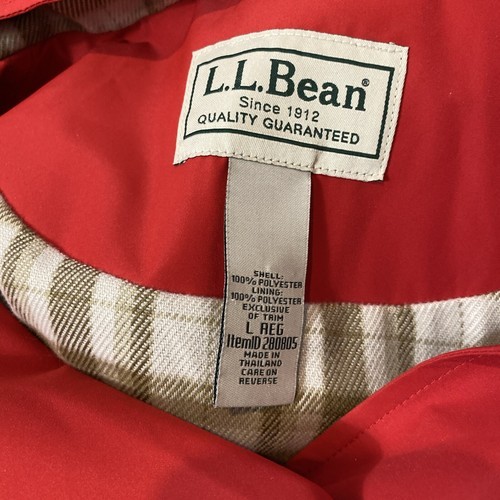 L.L.Bean®
Since 1912
QUALITY GUARANTEED
SHELL:
100% POLYESTER
LINING:
100% POLYESTER
EXCLUSIVE
OF TRIM
L REG
ItemID 280805
MADE IN
THAILAND
CARE ON
REVERSE